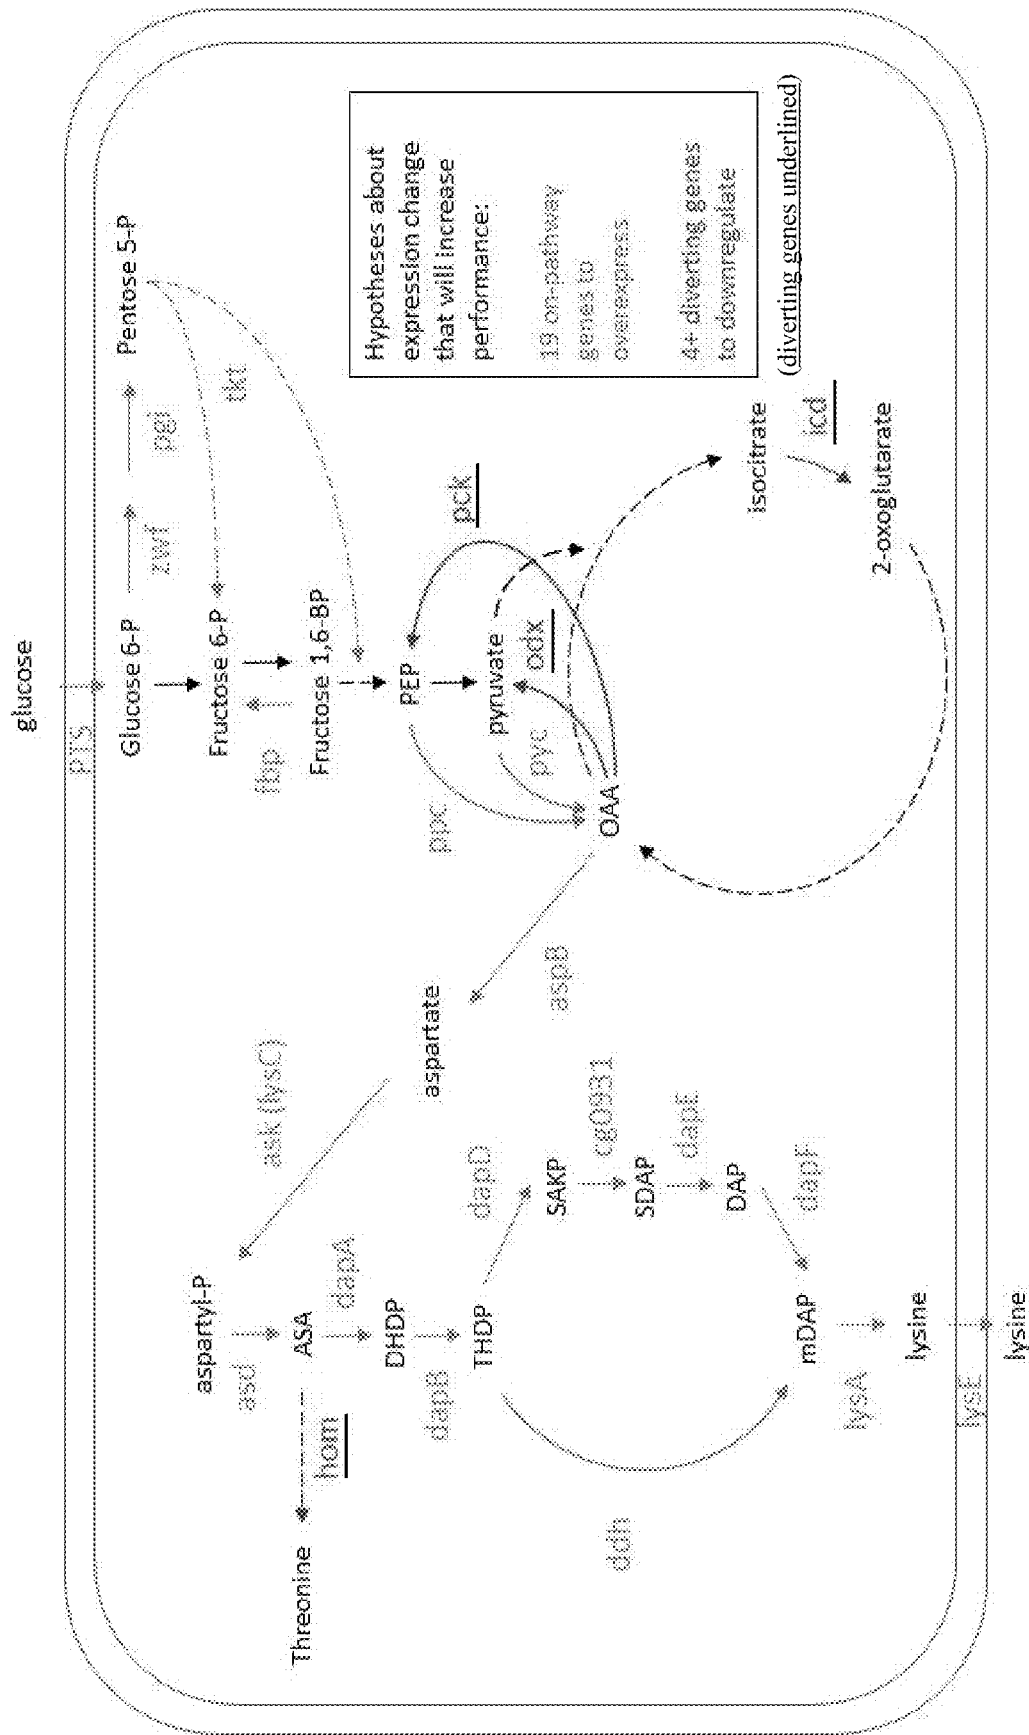 glucose
PTS
Glucose 6-P
zwf
pgi
Pentose 5-P
tkt
Fructose 6-P
fbp
Fructose 1,6-BP
PEP
ppc
pck
pyruvate
pyc
odx
OAA
isocitrate
icd
2-oxoglutarate
aspB
aspartate
ask (lysC)
aspartyl-P
asd
ASA
hom
Threonine
dapA
DHDP
dapB
THDP
dapD
SAKP
cg0931
SDAP
dapE
DAP
dapF
ddh
mDAP
lysA
lysine
lysE
lysine
Hypotheses about
expression change
that will increase
performance:
19 on-pathway
genes to
overexpress
4+ diverting genes
to downregulate
(diverting genes underlined)